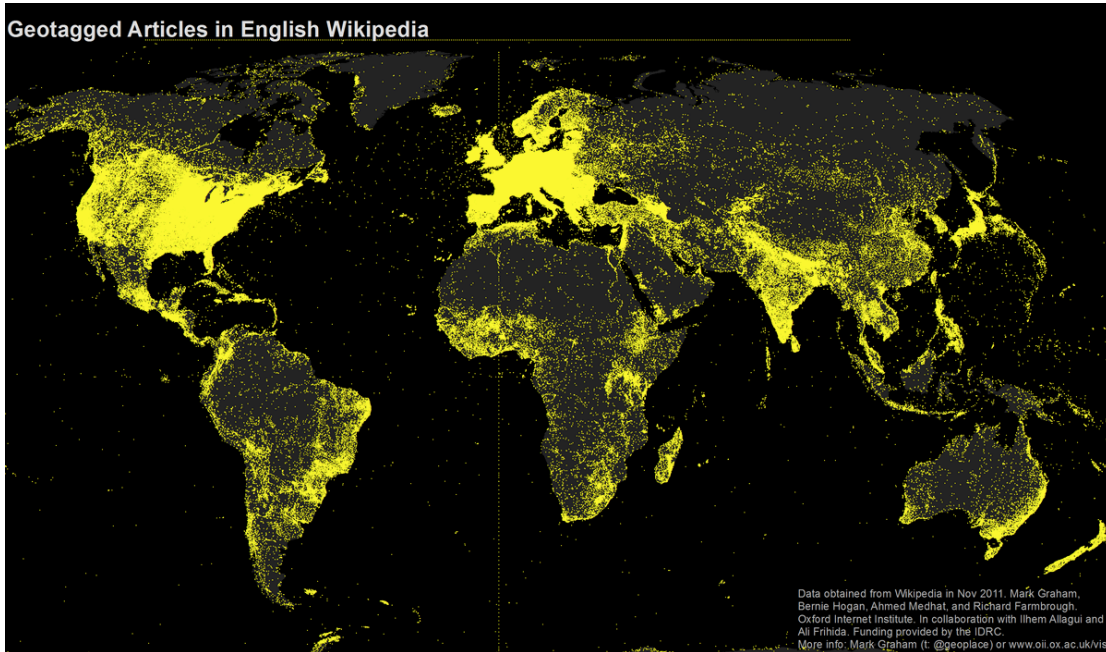 Geotagged Articles in English Wikipedia
Data obtained from Wikipedia in Nov 2011. Mark Graham,
Bernie Hogan, Ahmed Medhat, and Richard Farmbrough.
Oxford Internet Institute. In collaboration with Ilhem Allagui and
Ali Frihida. Funding provided by the IDRC.
More info: Mark Graham (t: @geoplace) or www.oii.ox.ac.uk/vis